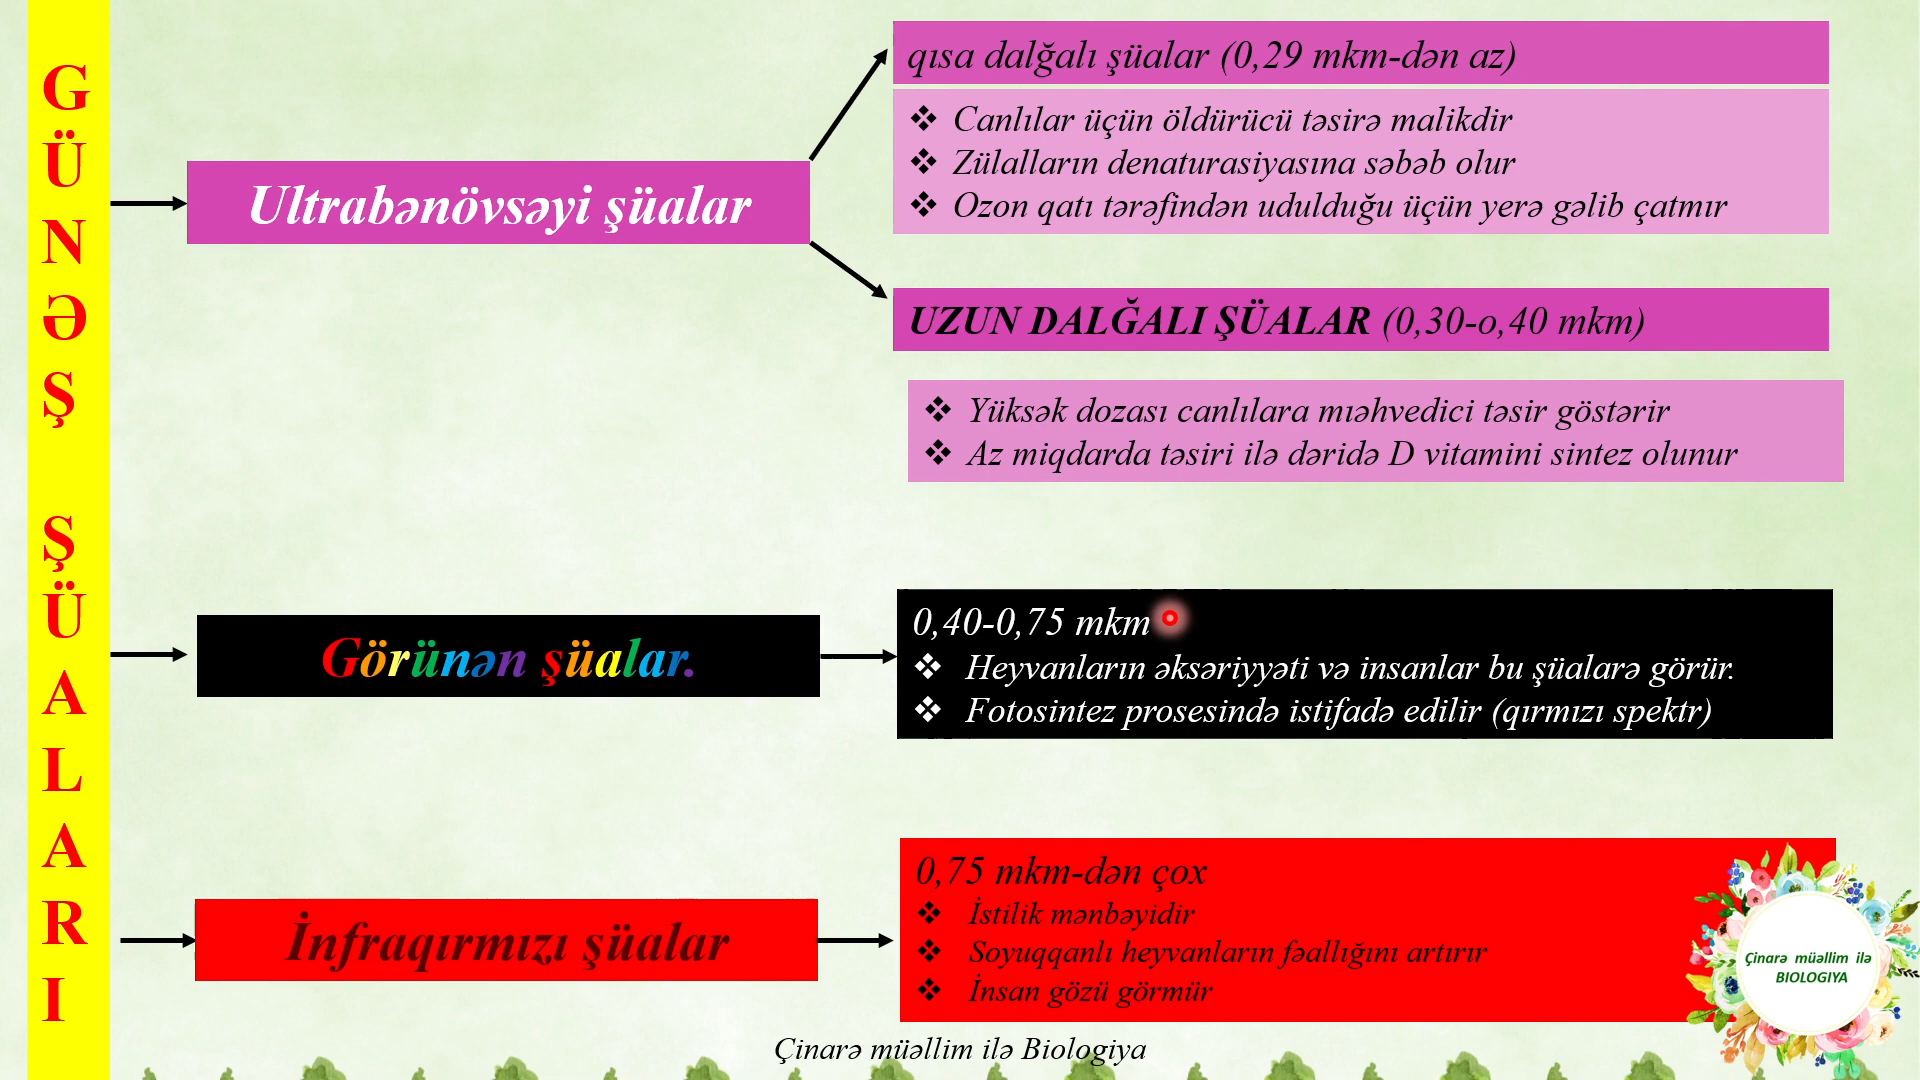 GÜNƏŞ ŞÜALARI
Ultrabənövsəyi şüalar
qısa dalğalı şüalar (0,29 mkm-dən az)
Canlılar üçün öldürücü təsirə malikdir
Zülalların denaturasiyasına səbəb olur
Ozon qatı tərəfindən udulduğu üçün yerə gəlib çatmır
UZUN DALĞALI ŞÜALAR (0,30-o,40 mkm)
Yüksək dozası canlılara mıəhvedici təsir göstərir
Az miqdarda təsiri ilə dəridə D vitamini sintez olunur
Görünən şüalar.
0,40-0,75 mkm
Heyvanların əksəriyyəti və insanlar bu şüalarə görür.
Fotosintez prosesində istifadə edilir (qırmızı spektr)
İnfraqırmızı şüalar
0,75 mkm-dən çox
İstilik mənbəyidir
Soyuqqanlı heyvanların fəallığını artırır
İnsan gözü görmür
Çinarə müəllim ilə
BIOLOGIYA
Çinarə müəllim ilə Biologiya